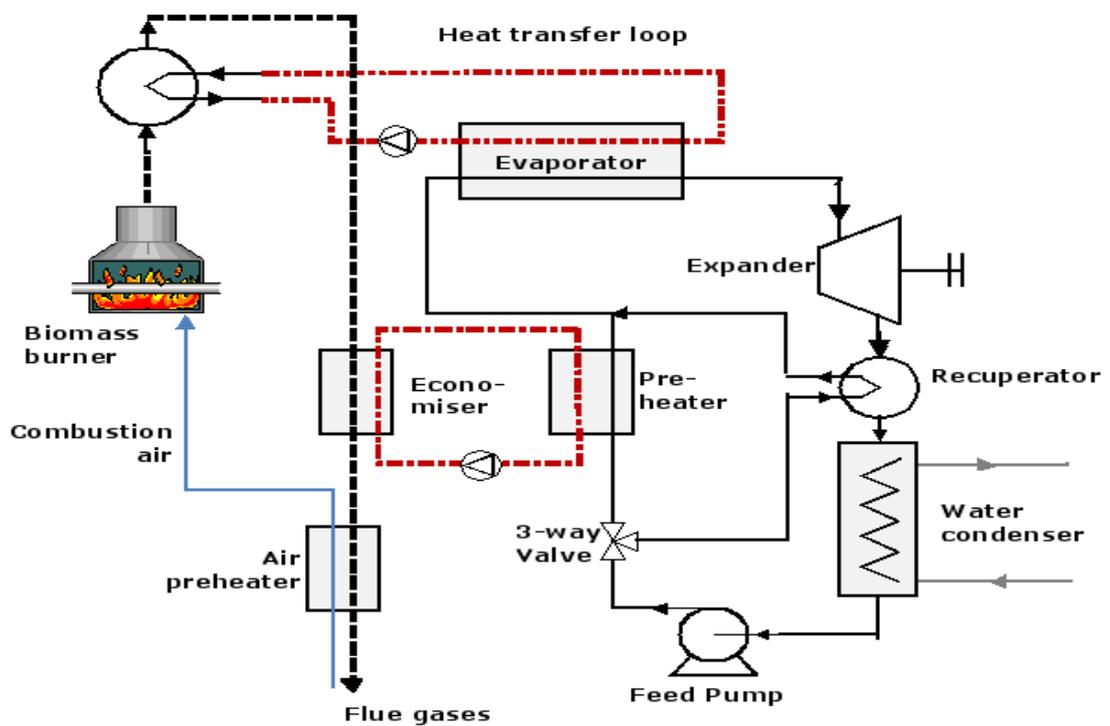 Heat transfer loop
Evaporator
Expander
Biomass
burner
Econo-
miser
Pre-
heater
Recuperator
Combustion
air
3-way
Valve
Water
condenser
Air
preheater
Feed Pump
Flue gases